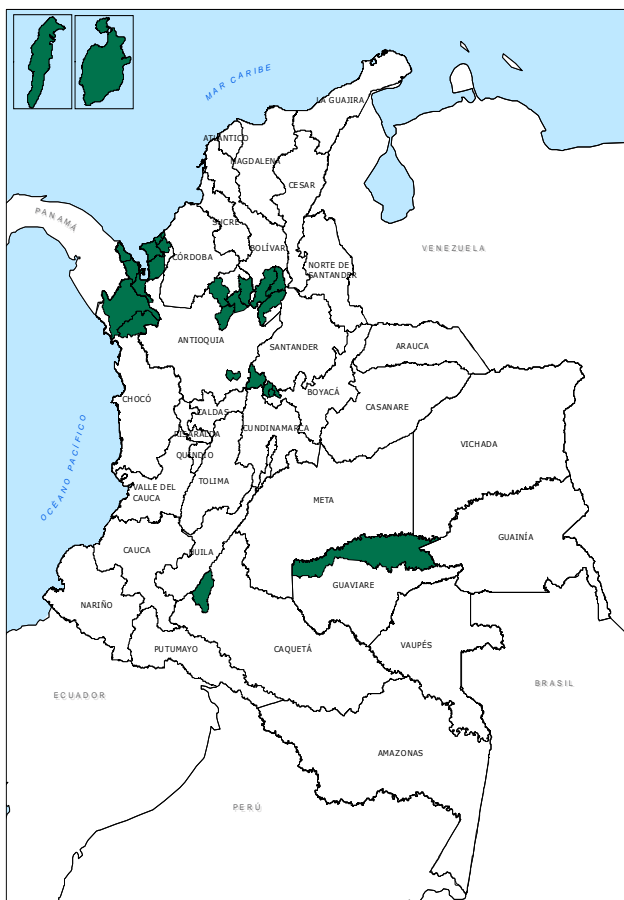 MAR CARIBE
LA GUAJIRA
ATLÁNTICO
MAGDALENA
CESAR
PANAMÁ
SUCRE
BOLÍVAR
VENEZUELA
CÓRDOBA
NORTE DE
SANTANDER
ANTIOQUIA
SANTANDER
ARAUCA
CHOCÓ
BOYACÁ
CASANARE
CALDAS
RISARALDA
CUNDINAMARCA
VICHADA
QUINDIO
OCÉANO PACÍFICO
VALLE DEL
CAUCA
TOLIMA
META
GUAINÍA
CAUCA
HUILA
GUAVIARE
NARIÑO
PUTUMAYO
CAQUETÁ
VAUPÉS
ECUADOR
BRASIL
AMAZONAS
PERÚ